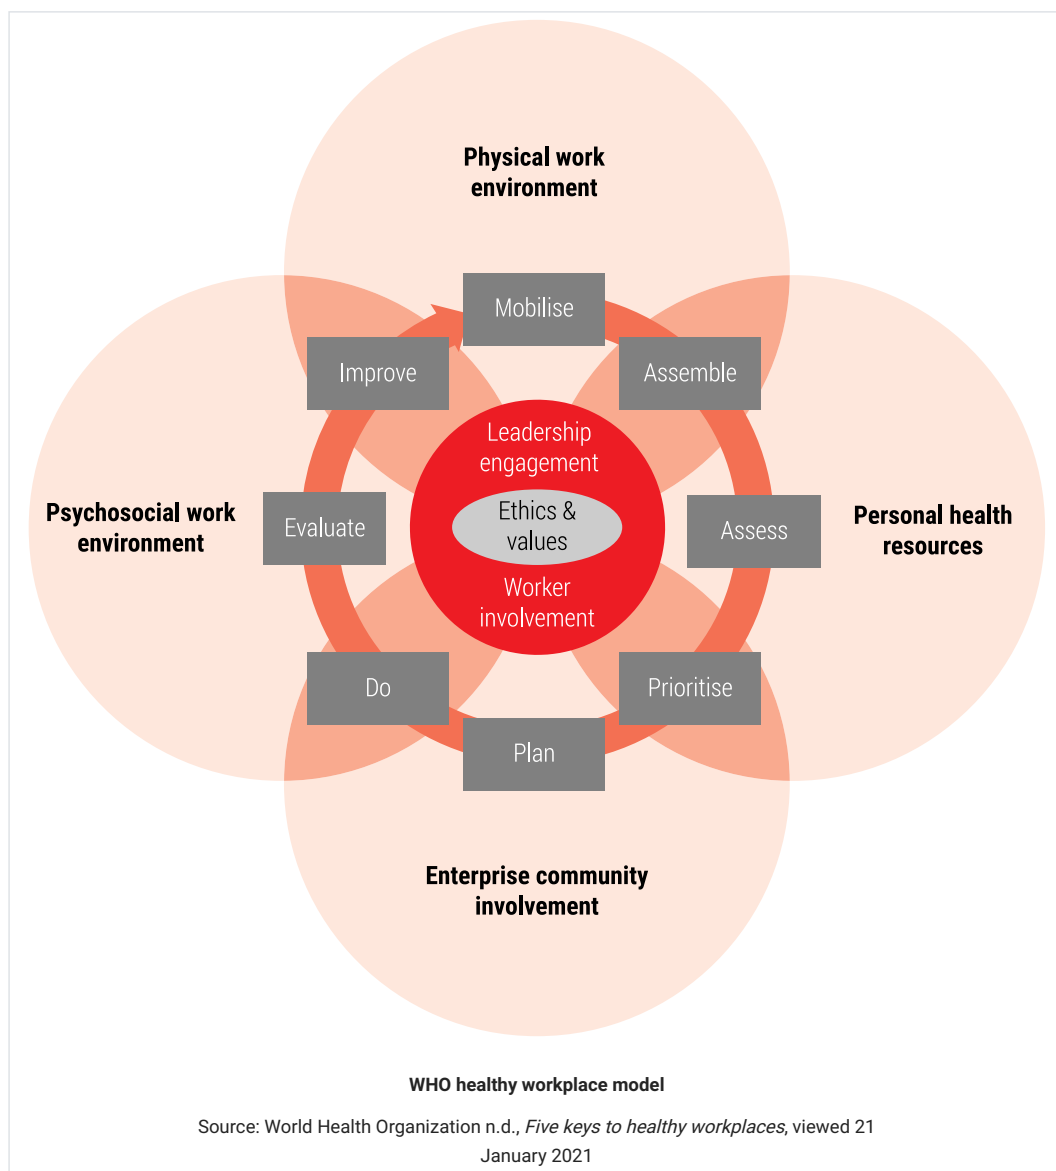 Physical work
environment
Mobilise
Improve
Assemble
Leadership
engagement
Psychosocial work
environment
Evaluate
Ethics &
values
Assess
Personal health
resources
Worker
involvement
Do
Prioritise
Plan
Enterprise community
involvement
WHO healthy workplace model
Source: World Health Organization n.d., Five keys to healthy workplaces, viewed 21
January 2021